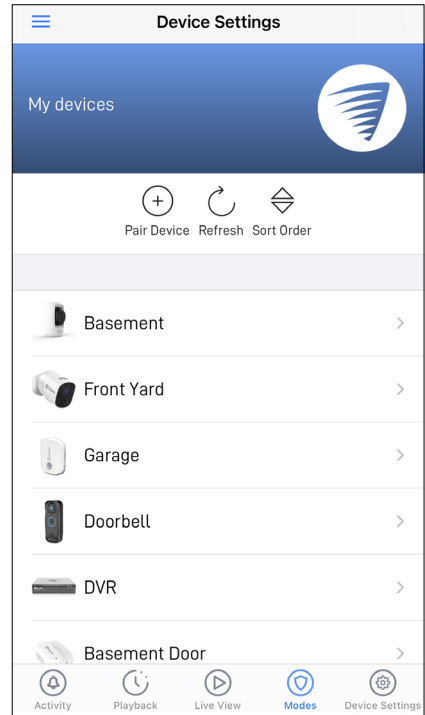 Device Settings
My devices
Pair Device Refresh Sort Order
Basement
Front Yard
Garage
Doorbell
DVR
Basement Door
Activity Playback Live View Modes Device Settings